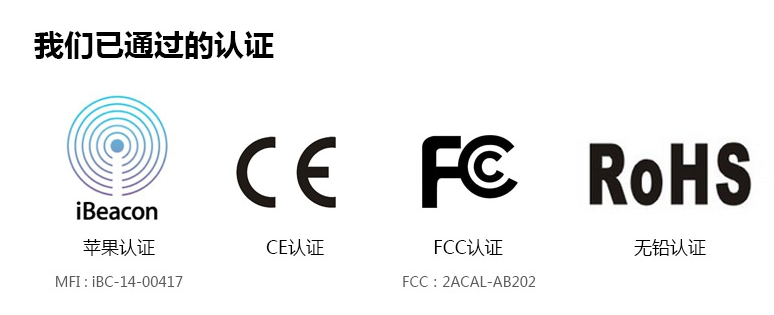 我们已通过的认证
iBeacon
CE
FC
RoHS
苹果认证
CE认证
FCC认证
无铅认证
MFI : iBC-14-00417
FCC : 2ACAL-AB202